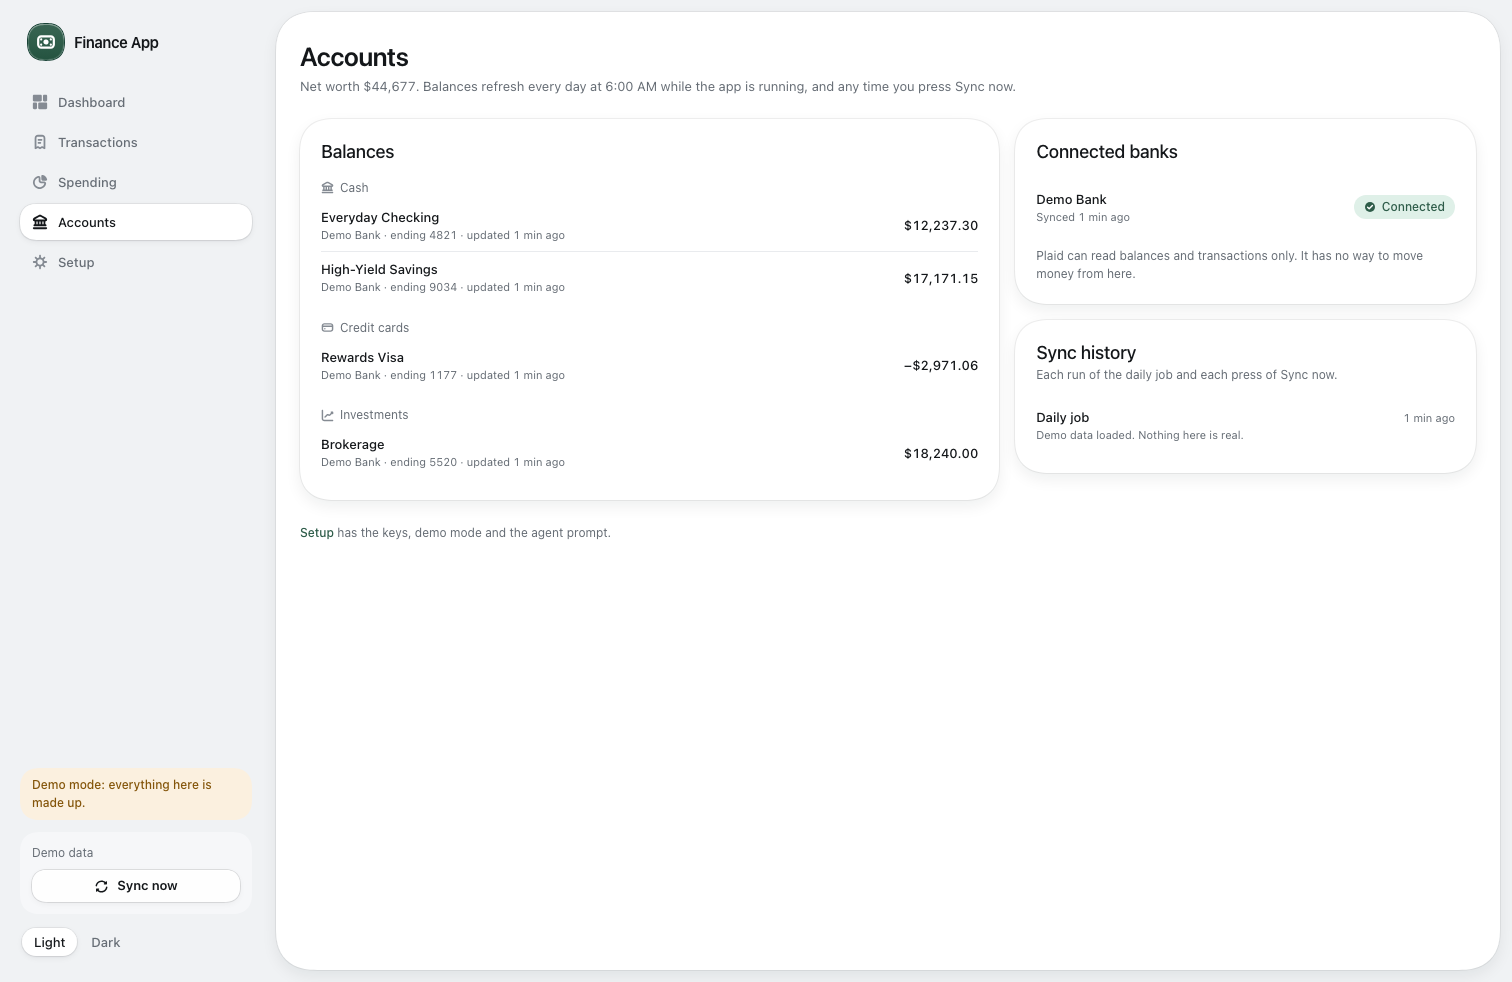 Finance App
Dashboard
Transactions
Spending
Accounts
Setup
Demo mode: everything here is
made up.
Demo data
Sync now
Light
Dark
Accounts
Net worth $44,677. Balances refresh every day at 6:00 AM while the app is running, and any time you press Sync now.
Balances
Cash
Everyday Checking
Demo Bank · ending 4821 · updated 1 min ago
$12,237.30
High-Yield Savings
Demo Bank · ending 9034 · updated 1 min ago
$17,171.15
Credit cards
Rewards Visa
Demo Bank · ending 1177 · updated 1 min ago
−$2,971.06
Investments
Brokerage
Demo Bank · ending 5520 · updated 1 min ago
$18,240.00
Setup has the keys, demo mode and the agent prompt.
Connected banks
Demo Bank
Synced 1 min ago
Connected
Plaid can read balances and transactions only. It has no way to move
money from here.
Sync history
Each run of the daily job and each press of Sync now.
Daily job
1 min ago
Demo data loaded. Nothing here is real.